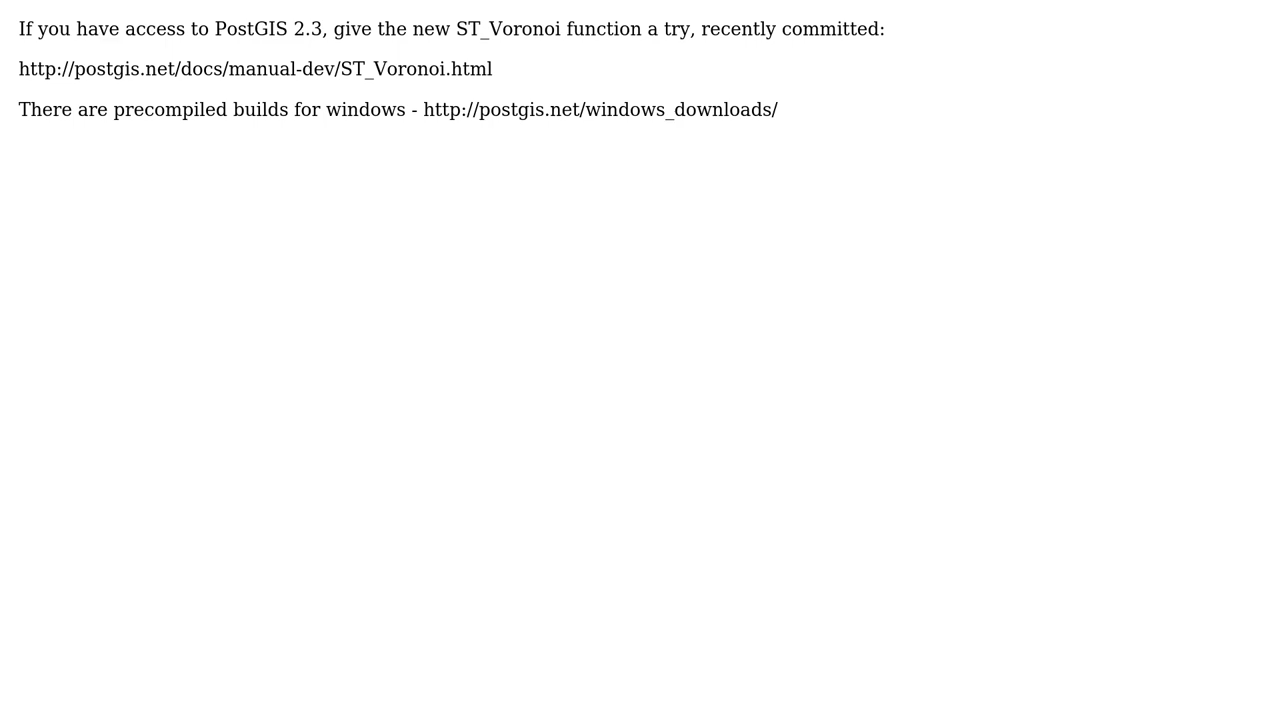 If you have access to PostGIS 2.3, give the new ST_Voronoi function a try, recently committed:
http://postgis.net/docs/manual-dev/ST_Voronoi.html
There are precompiled builds for windows - http://postgis.net/windows_downloads/